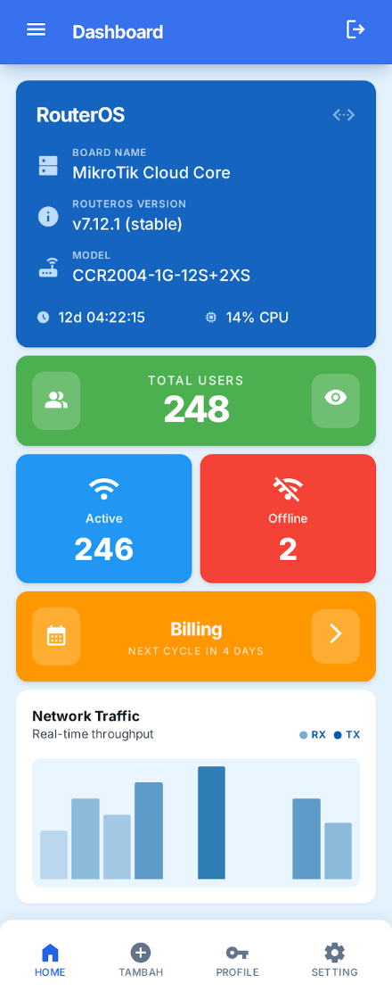 Dashboard
RouterOS
BOARD NAME
MikroTik Cloud Core
ROUTEROS VERSION
v7.12.1 (stable)
MODEL
CCR2004-1G-12S+2XS
12d 04:22:15
14% CPU
TOTAL USERS
248
Active
246
Offline
2
Billing
NEXT CYCLE IN 4 DAYS
Network Traffic
Real-time throughput
RX TX
HOME
TAMBAH
PROFILE
SETTING